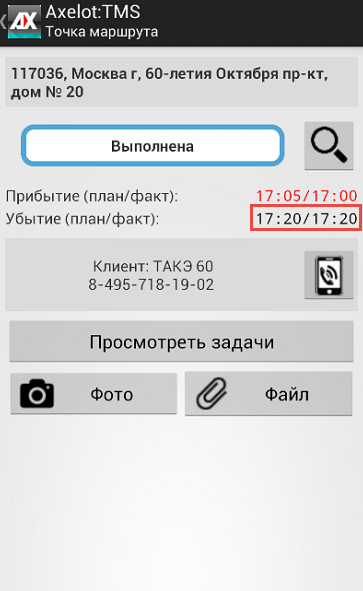 AX Axelot:TMS
Точка маршрута
117036, Москва г, 60-летия Октября пр-кт,
дом № 20
Выполнена
Прибытие (план/факт): 17:05/17:00
Убытие (план/факт): 17:20/17:20
Клиент: ТАКЭ 60
8-495-718-19-02
Просмотреть задачи
Фото Файл